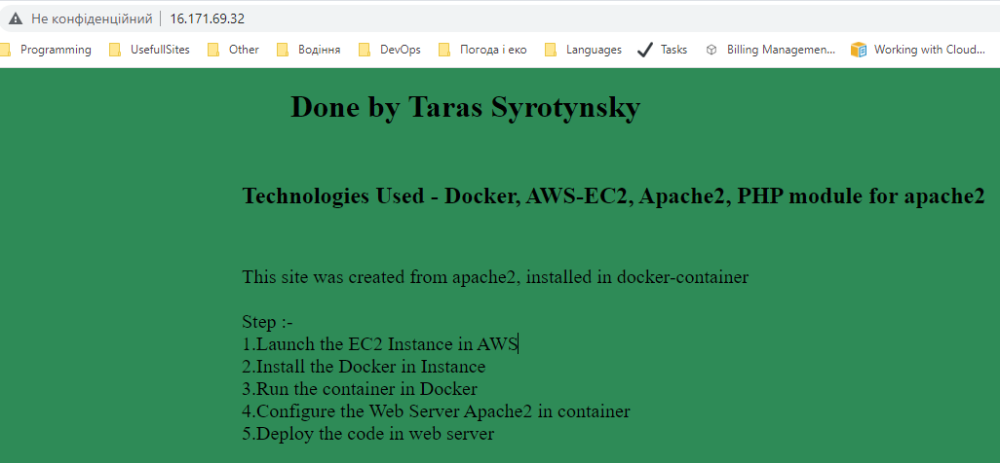 Не конфіденційний 16.171.69.32
Programming UsefullSites Other Водіння DevOps Погода і еко Languages Tasks Billing Managemen... Working with Cloud...
Done by Taras Syrotynsky
Technologies Used - Docker, AWS-EC2, Apache2, PHP module for apache2
This site was created from apache2, installed in docker-container
Step :-
1.Launch the EC2 Instance in AWS
2.Install the Docker in Instance
3.Run the container in Docker
4.Configure the Web Server Apache2 in container
5.Deploy the code in web server